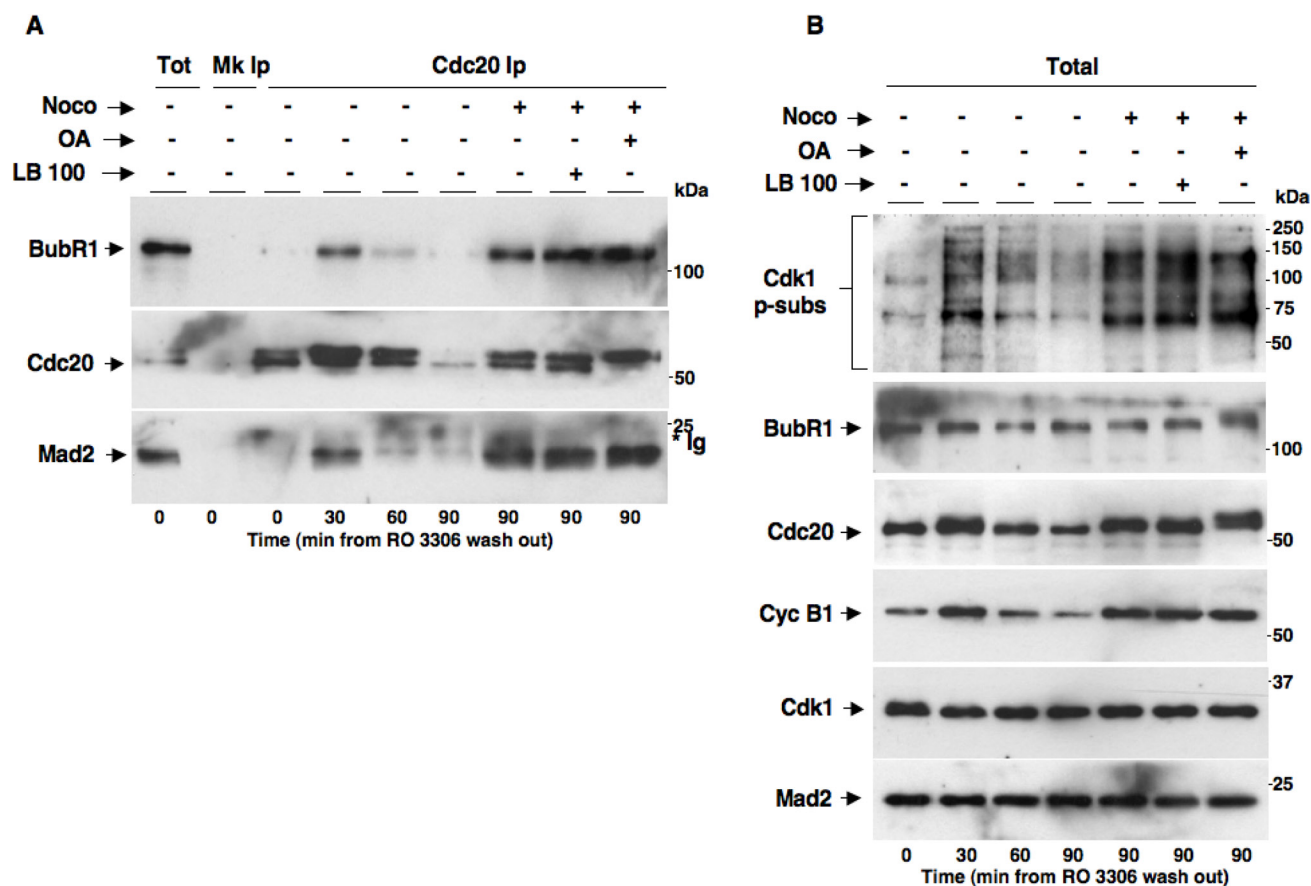 A
Tot Mk Ip Cdc20 Ip
Noco - - - - - - + + +
OA - - - - - - - - +
LB 100 - - - - - - - + -
kDa
BubR1
-100
Cdc20
-50
-25
* Ig
Mad2
0 0 0 30 60 90 90 90 90
Time (min from RO 3306 wash out)
B
Total
Noco - - - - + + +
OA - - - - - - +
LB 100 - - - - - + -
kDa
-250
-150
Cdk1
p-subs
-100
-75
-50
BubR1
-100
Cdc20
-50
Cyc B1
-50
-37
Cdk1
-25
Mad2
0 30 60 90 90 90 90
Time (min from RO 3306 wash out)